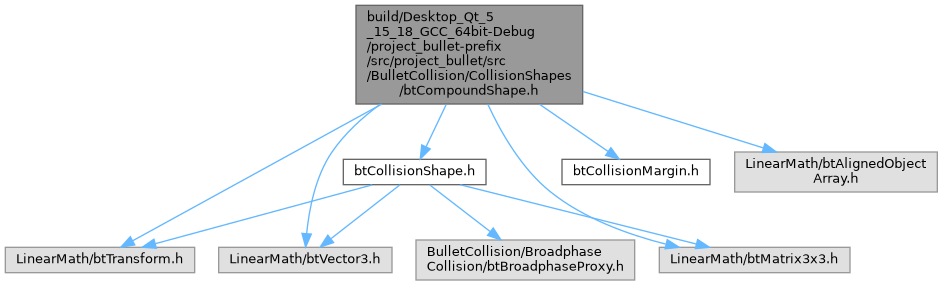 build/Desktop_Qt_5
_15_18_GCC_64bit-Debug
/project_bullet-prefix
/src/project_bullet/src
/BulletCollision/CollisionShapes
/btCompoundShape.h
LinearMath/btAlignedObject
Array.h
btCollisionShape.h
btCollisionMargin.h
LinearMath/btTransform.h
LinearMath/btVector3.h
BulletCollision/Broadphase
Collision/btBroadphaseProxy.h
LinearMath/btMatrix3x3.h